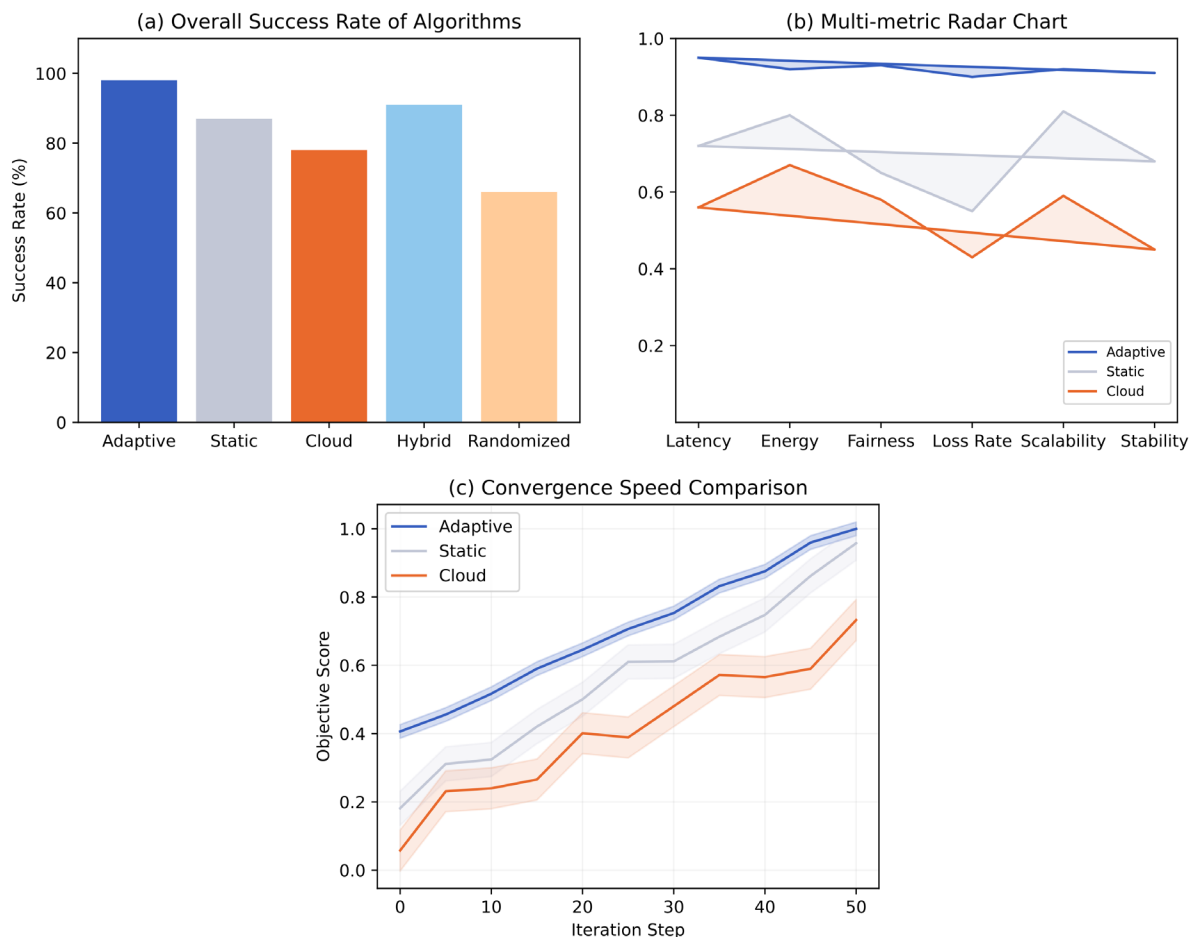 (a) Overall Success Rate of Algorithms
Success Rate (%)
100
80
60
40
20
0
Adaptive Static Cloud Hybrid Randomized
(b) Multi-metric Radar Chart
1.0
0.8
0.6
0.4
0.2
Adaptive
Static
Cloud
Latency Energy Fairness Loss Rate Scalability Stability
(c) Convergence Speed Comparison
Adaptive
Static
Cloud
Objective Score
1.0
0.8
0.6
0.4
0.2
0.0
0 10 20 30 40 50
Iteration Step